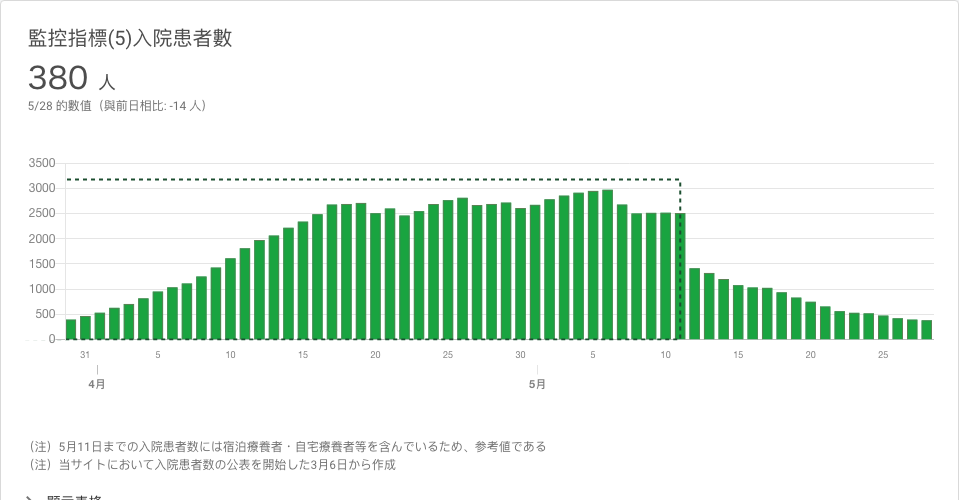 監控指標(5)入院患者數
380 人
5/28 的數值（與前日相比: -14 人）
3500
3000
2500
2000
1500
1000
500
0
31 5 10 15 20 25 30 5 10 15 20 25
4月 5月
（注）5月11日までの入院患者数には宿泊療養者・自宅療養者等を含んでいるため、参考値である
（注）当サイトにおいて入院患者数の公表を開始した3月6日から作成